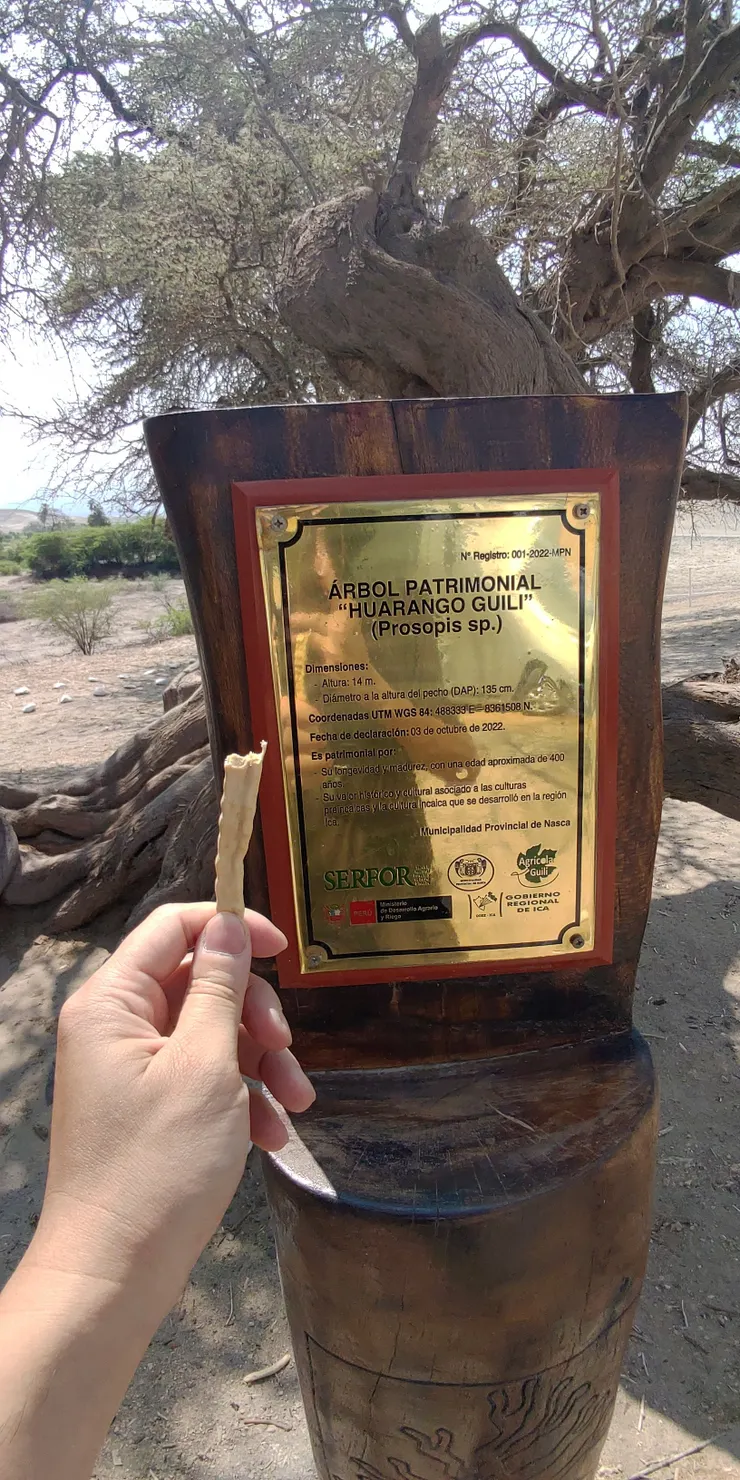 N° Registro: 001-2022-MPN
ÁRBOL PATRIMONIAL
“HUARANGO GUILI”
(Prosopis sp.)
Dimensiones:
- Altura: 14 m.
- Diámetro a la altura del pecho (DAP): 135 cm.
Coordenadas UTM WGS 84: 488333 E – 8361508 N.
Fecha de declaración: 03 de octubre de 2022.
Es patrimonial por:
- Su longevidad y madurez, con una edad aproximada de 400
años.
- Su valor histórico y cultural asociado a las culturas
preincaicas y la cultura Incaica que se desarrolló en la región
Ica.
Municipalidad Provincial de Nasca
SERFOR
Agrícola
Guili
PERÚ
Ministerio
de Desarrollo Agrario
y Riego
GORE - ICA
GOBIERNO
REGIONAL
DE ICA